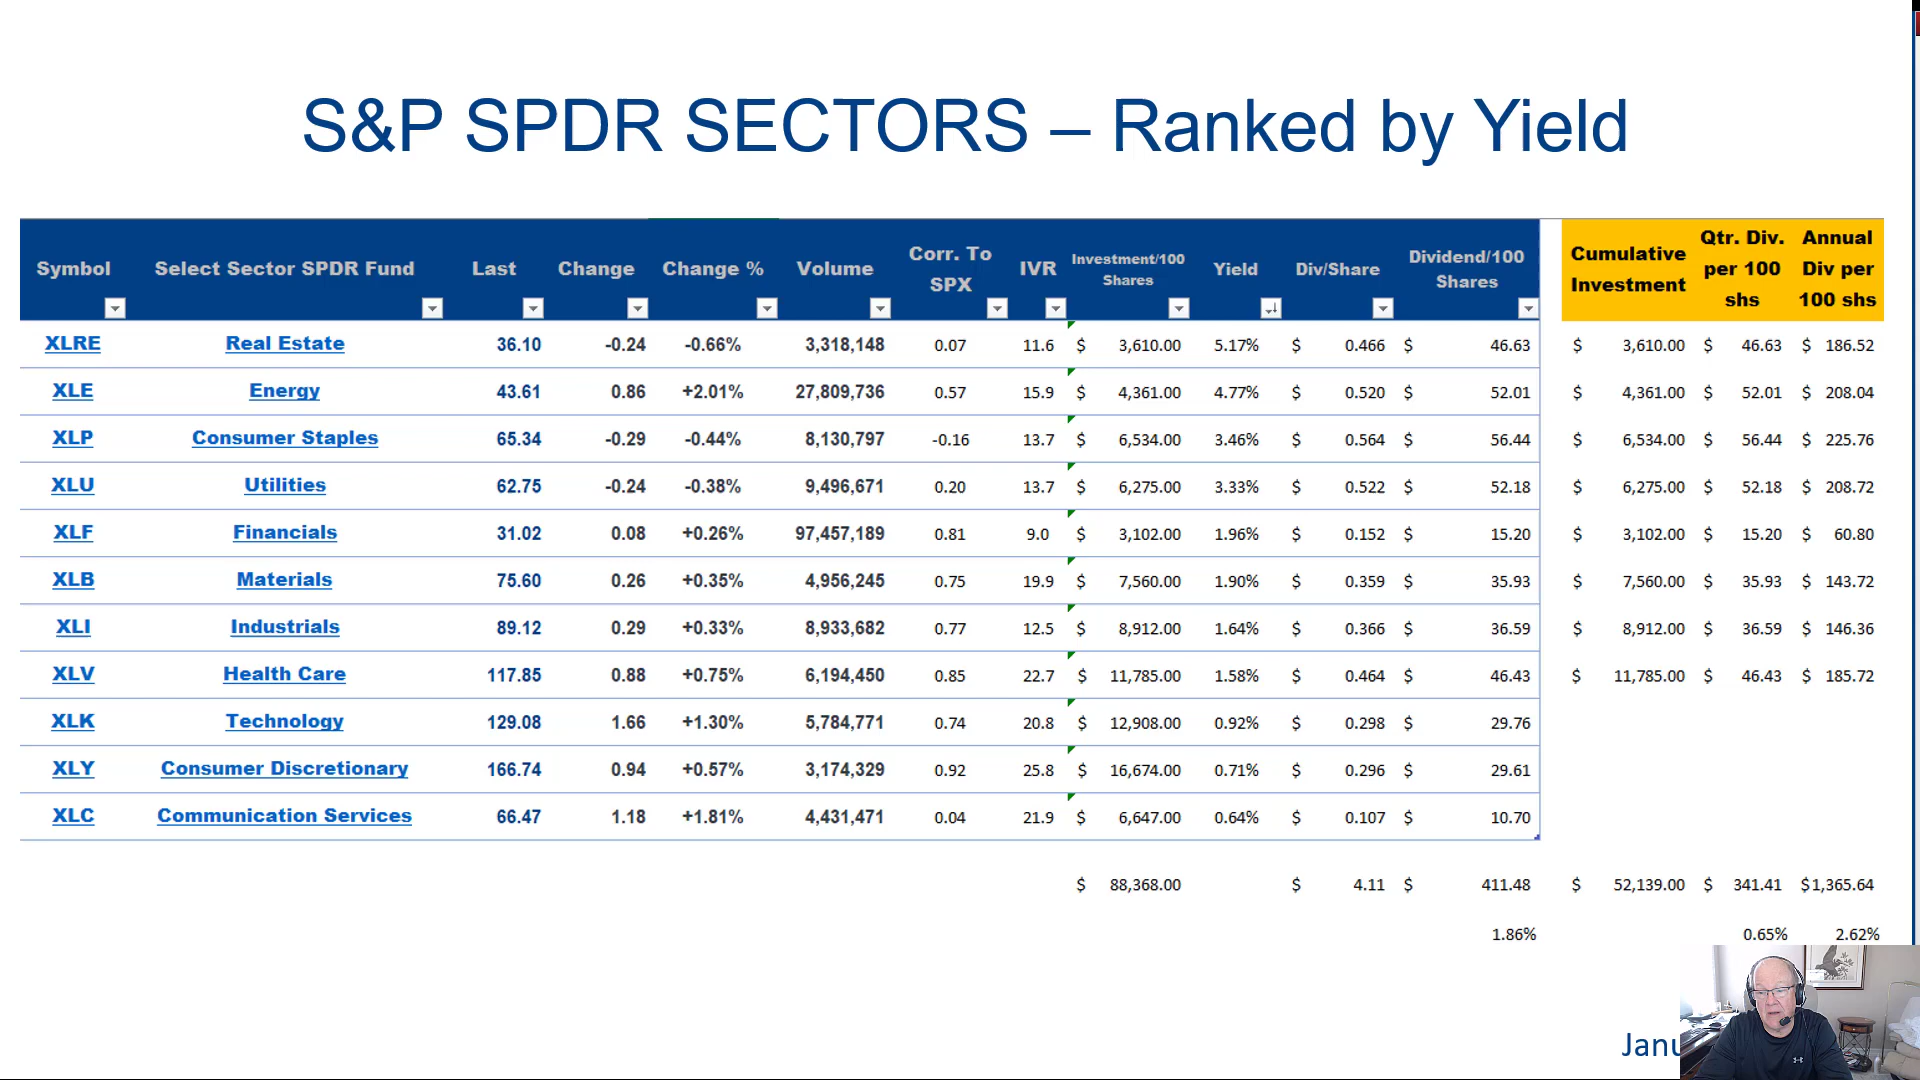 S&P SPDR SECTORS – Ranked by Yield
Symbol Select Sector SPDR Fund Last Change Change % Volume Corr. To SPX IVR Investment/100 Shares Yield Div/Share Dividend/100 Shares Cumulative Investment Qtr. Div. per 100 shs Annual Div per 100 shs
XLRE Real Estate 36.10 -0.24 -0.66% 3,318,148 0.07 11.6 $ 3,610.00 5.17% $ 0.466 $ 46.63 $ 3,610.00 $ 46.63 $ 186.52
XLE Energy 43.61 0.86 +2.01% 27,809,736 0.57 15.9 $ 4,361.00 4.77% $ 0.520 $ 52.01 $ 4,361.00 $ 52.01 $ 208.04
XLP Consumer Staples 65.34 -0.29 -0.44% 8,130,797 -0.16 13.7 $ 6,534.00 3.46% $ 0.564 $ 56.44 $ 6,534.00 $ 56.44 $ 225.76
XLU Utilities 62.75 -0.24 -0.38% 9,496,671 0.20 13.7 $ 6,275.00 3.33% $ 0.522 $ 52.18 $ 6,275.00 $ 52.18 $ 208.72
XLF Financials 31.02 0.08 +0.26% 97,457,189 0.81 9.0 $ 3,102.00 1.96% $ 0.152 $ 15.20 $ 3,102.00 $ 15.20 $ 60.80
XLB Materials 75.60 0.26 +0.35% 4,956,245 0.75 19.9 $ 7,560.00 1.90% $ 0.359 $ 35.93 $ 7,560.00 $ 35.93 $ 143.72
XLI Industrials 89.12 0.29 +0.33% 8,933,682 0.77 12.5 $ 8,912.00 1.64% $ 0.366 $ 36.59 $ 8,912.00 $ 36.59 $ 146.36
XLV Health Care 117.85 0.88 +0.75% 6,194,450 0.85 22.7 $ 11,785.00 1.58% $ 0.464 $ 46.43 $ 11,785.00 $ 46.43 $ 185.72
XLK Technology 129.08 1.66 +1.30% 5,784,771 0.74 20.8 $ 12,908.00 0.92% $ 0.298 $ 29.76
XLY Consumer Discretionary 166.74 0.94 +0.57% 3,174,329 0.92 25.8 $ 16,674.00 0.71% $ 0.296 $ 29.61
XLC Communication Services 66.47 1.18 +1.81% 4,431,471 0.04 21.9 $ 6,647.00 0.64% $ 0.107 $ 10.70
$ 88,368.00 $ 4.11 $ 411.48 $ 52,139.00 $ 341.41 $1,365.64
1.86% 0.65% 2.62%